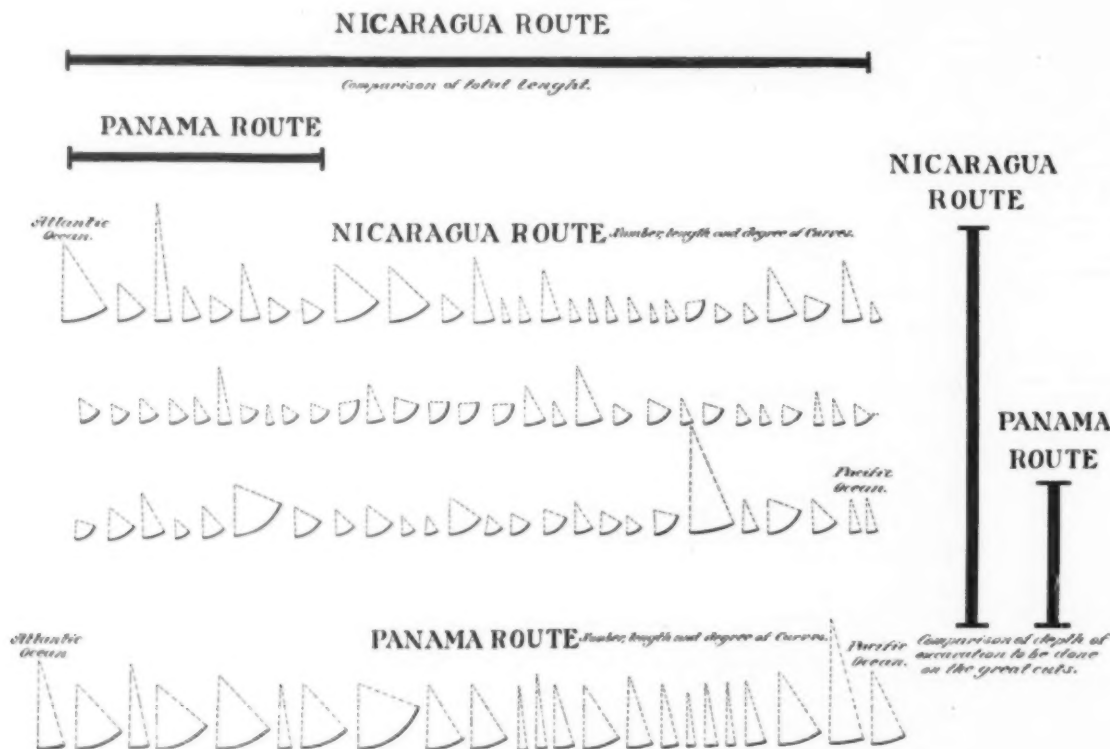 NICARAGUA ROUTE
Comparison of total lenght.
PANAMA ROUTE
NICARAGUA
ROUTE
Atlantic
Ocean.
NICARAGUA ROUTE Number, length and degree of Curves.
PANAMA
ROUTE
Pacific
Ocean.
Atlantic
Ocean.
PANAMA ROUTE Number, length and degree of Curves.
Pacific
Ocean.
Comparison of depth of
excavation to be done
on the great cuts.